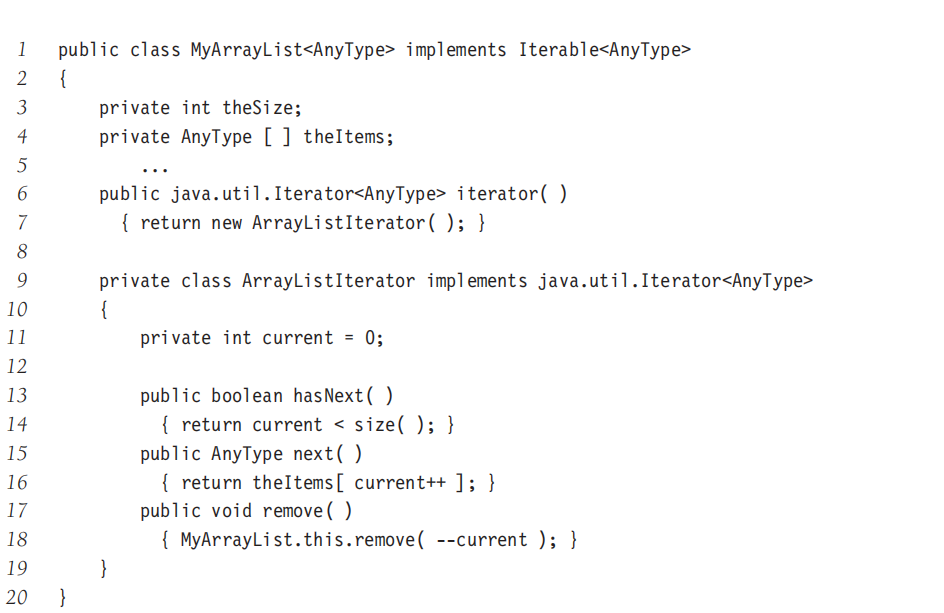 1 public class MyArrayList<AnyType> implements Iterable<AnyType>
2 {
3     private int theSize;
4     private AnyType [ ] theItems;
5         ...
6     public java.util.Iterator<AnyType> iterator( )
7       { return new ArrayListIterator( ); }
8
9     private class ArrayListIterator implements java.util.Iterator<AnyType>
10     {
11         private int current = 0;
12
13         public boolean hasNext( )
14           { return current < size( ); }
15         public AnyType next( )
16           { return theItems[ current++ ]; }
17         public void remove( )
18           { MyArrayList.this.remove( --current ); }
19     }
20 }